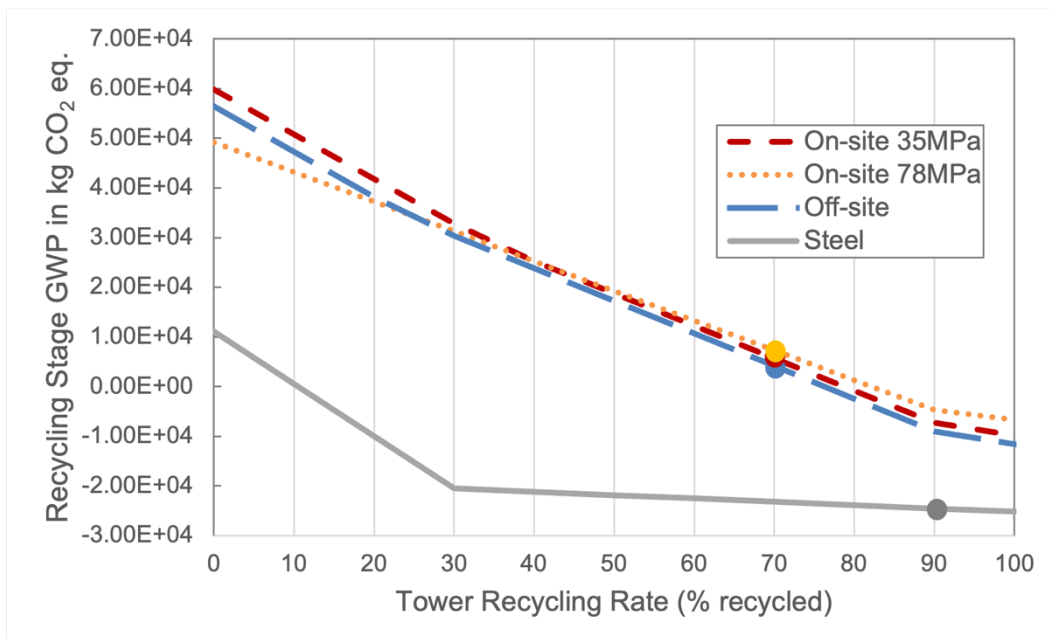 7.00E+04
6.00E+04
5.00E+04
4.00E+04
3.00E+04
2.00E+04
1.00E+04
0.00E+00
-1.00E+04
-2.00E+04
-3.00E+04
Recycling Stage GWP in kg CO₂ eq.
On-site 35MPa
On-site 78MPa
Off-site
Steel
0 10 20 30 40 50 60 70 80 90 100
Tower Recycling Rate (% recycled)